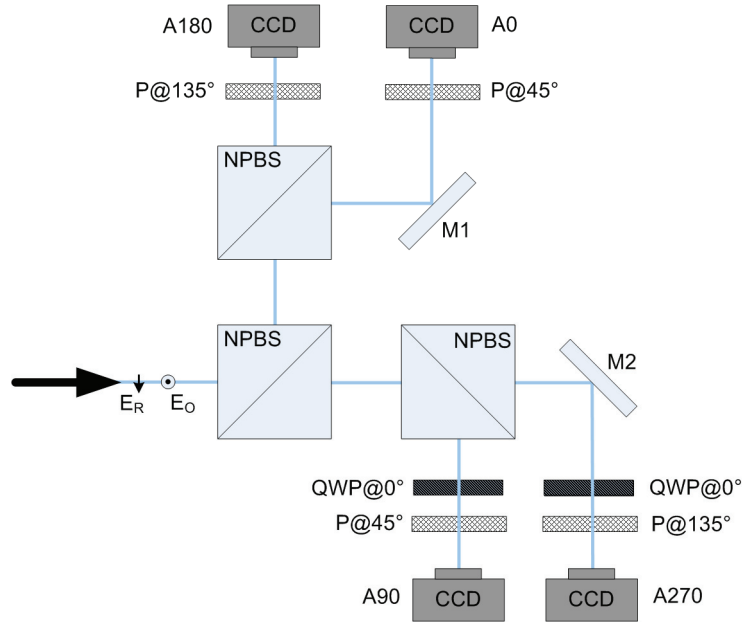 A180 CCD CCD A0
P@135° P@45°
NPBS
M1
NPBS NPBS M2
E_R E_O
QWP@0° QWP@0°
P@45° P@135°
A90 CCD CCD A270